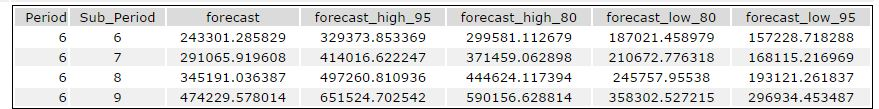 Period Sub_Period forecast forecast_high_95 forecast_high_80 forecast_low_80 forecast_low_95
6 6 243301.285829 329373.853369 299581.112679 187021.458979 157228.718288
6 7 291065.919608 414016.622247 371459.062898 210672.776318 168115.216969
6 8 345191.036387 497260.810936 444624.117394 245757.95538 193121.261837
6 9 474229.578014 651524.702542 590156.628814 358302.527215 296934.453487